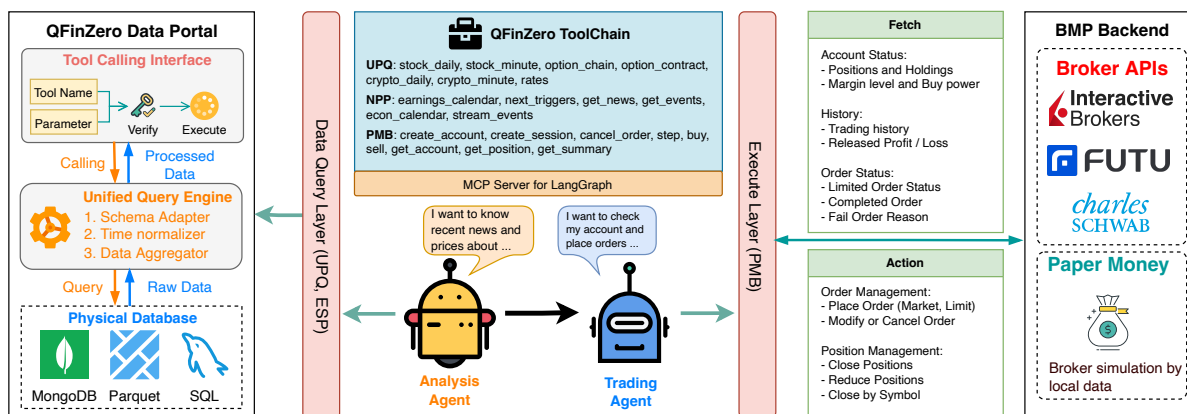 QFinZero Data Portal
Tool Calling Interface
Tool Name
Parameter
Verify
Execute
Calling
Processed
Data
Unified Query Engine
1. Schema Adapter
2. Time normalizer
3. Data Aggregator
Query
Raw Data
Physical Database
MongoDB
Parquet
SQL
Data Query Layer (UPQ, ESP)
QFinZero ToolChain
UPQ: stock_daily, stock_minute, option_chain, option_contract,
crypto_daily, crypto_minute, rates
NPP: earnings_calendar, next_triggers, get_news, get_events,
econ_calendar, stream_events
PMB: create_account, create_session, cancel_order, step, buy,
sell, get_account, get_position, get_summary
MCP Server for LangGraph
I want to know
recent news and
prices about ...
I want to check
my account and
place orders ...
Analysis
Agent
Trading
Agent
Execute Layer (PMB)
Fetch
Account Status:
- Positions and Holdings
- Margin level and Buy power
History:
- Trading history
- Released Profit / Loss
Order Status:
- Limited Order Status
- Completed Order
- Fail Order Reason
Action
Order Management:
- Place Order (Market, Limit)
- Modify or Cancel Order
Position Management:
- Close Positions
- Reduce Positions
- Close by Symbol
BMP Backend
Broker APIs
Interactive
Brokers
FUTU
charles
SCHWAB
Paper Money
$
Broker simulation by
local data